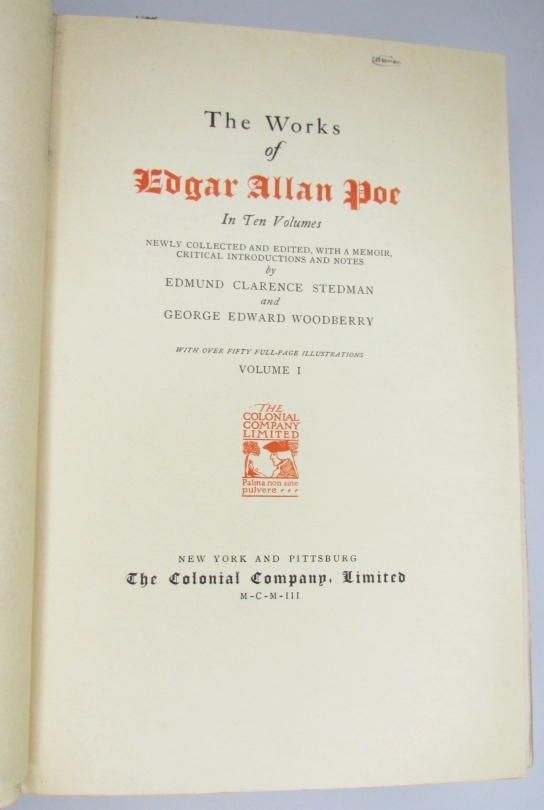 The Works
of
Edgar Allan Poe
In Ten Volumes
NEWLY COLLECTED AND EDITED, WITH A MEMOIR,
CRITICAL INTRODUCTIONS AND NOTES
by
EDMUND CLARENCE STEDMAN
and
GEORGE EDWARD WOODBERRY
WITH OVER FIFTY FULL-PAGE ILLUSTRATIONS
VOLUME I
THE
COLONIAL
COMPANY
LIMITED
Palma non sine
pulvere
NEW YORK AND PITTSBURG
The Colonial Company, Limited
M-C-M-III